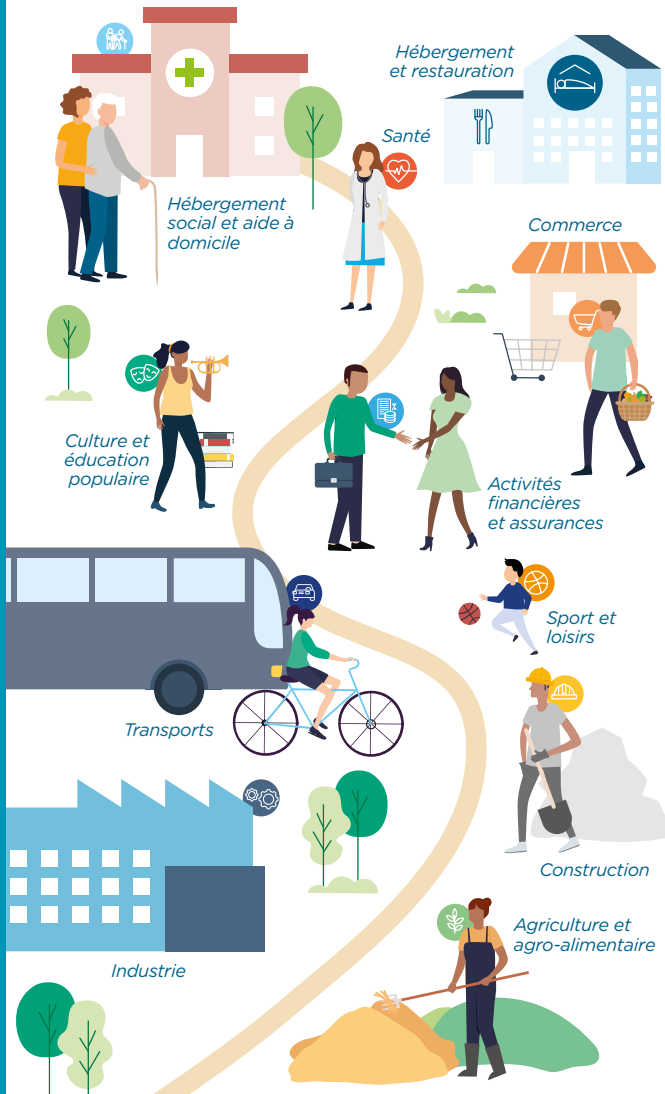 Hébergement
et restauration
Santé
Hébergement
social et aide à
domicile
Commerce
Culture et
éducation
populaire
Activités
financières
et assurances
Sport et
loisirs
Transports
Construction
Agriculture et
agro-alimentaire
Industrie